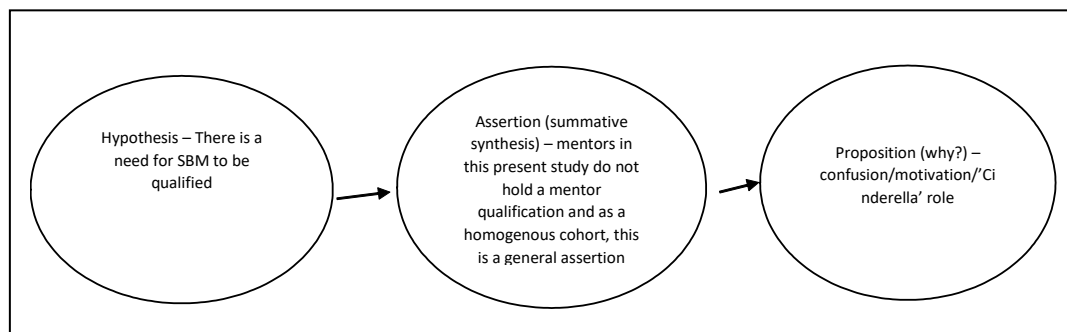 Hypothesis – There is a
need for SBM to be
qualified
Assertion (summative
synthesis) – mentors in
this present study do not
hold a mentor
qualification and as a
homogenous cohort, this
is a general assertion
Proposition (why?) –
confusion/motivation/’Ci
nderella’ role